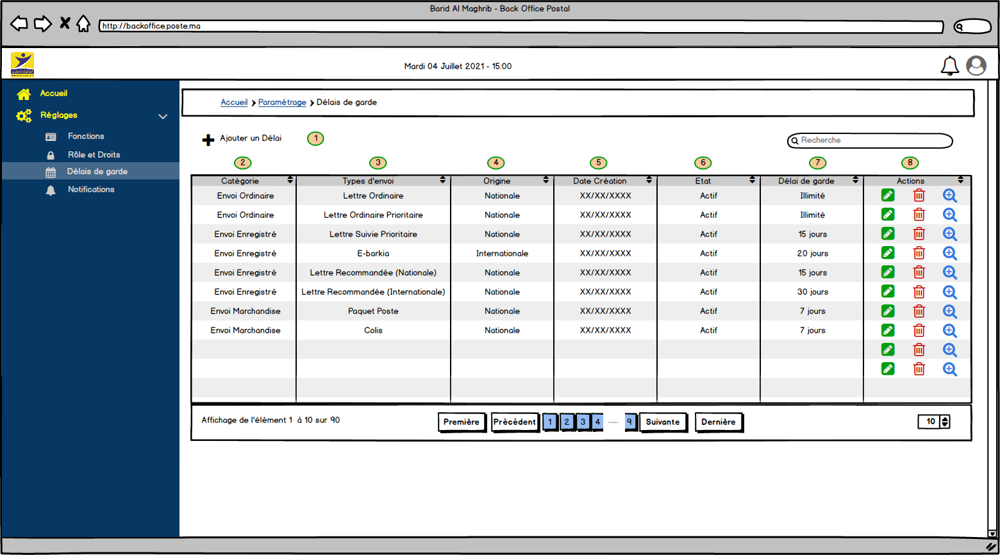 Barid Al Maghrib - Back Office Postal
http://backoffice.poste.ma
Mardi 04 Juillet 2021 - 15:00
Accueil
Réglages
Fonctions
Rôle et Droits
Délais de garde
Notifications
Accueil Paramétrage Délais de garde
Ajouter un Délai 1 Recherche
2 3 4 5 6 7 8
Catégorie Types d'envoi Origine Date Création Etat Délai de garde Actions
Envoi Ordinaire Lettre Ordinaire Nationale XX/XX/XXXX Actif Illimité
Envoi Ordinaire Lettre Ordinaire Prioritaire Nationale XX/XX/XXXX Actif Illimité
Envoi Enregistré Lettre Suivie Prioritaire Nationale XX/XX/XXXX Actif 15 jours
Envoi Enregistré E-barkia Internationale XX/XX/XXXX Actif 20 jours
Envoi Enregistré Lettre Recommandée (Nationale) Nationale XX/XX/XXXX Actif 15 jours
Envoi Enregistré Lettre Recommandée (Internationale) Nationale XX/XX/XXXX Actif 30 jours
Envoi Marchandise Paquet Poste Nationale XX/XX/XXXX Actif 7 jours
Envoi Marchandise Colis Nationale XX/XX/XXXX Actif 7 jours
Affichage de l'élément 1 à 10 sur 90 Première Précédent 1 2 3 4 ...... 9 Suivante Dernière 10